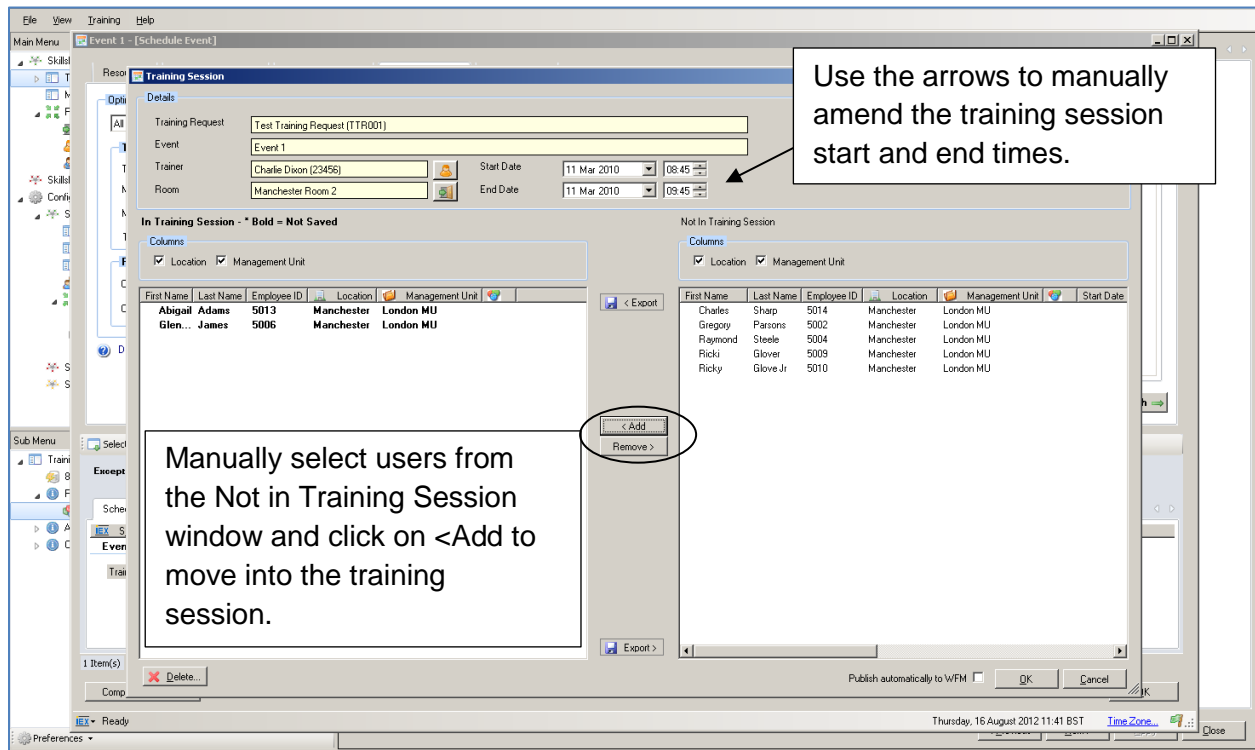 File View Training Help
Main Menu
Event 1 - [Schedule Event]
Training Session
Use the arrows to manually
amend the training session
start and end times.
Details
Training Request Test Training Request (TTR001)
Event Event 1
Trainer Charlie Dixon (23456) Start Date 11 Mar 2010 08:45
Room Manchester Room 2 End Date 11 Mar 2010 09:45
In Training Session - * Bold = Not Saved
Not In Training Session
Columns
Location Management Unit
Columns
Location Management Unit
First Name Last Name Employee ID Location Management Unit
Abigail Adams 5013 Manchester London MU
Glen... James 5006 Manchester London MU
< Export
First Name Last Name Employee ID Location Management Unit Start Date
Charles Sharp 5014 Manchester London MU
Gregory Parsons 5002 Manchester London MU
Raymond Steele 5004 Manchester London MU
Ricki Glover 5009 Manchester London MU
Ricky Glove Jr 5010 Manchester London MU
< Add
Remove >
Manually select users from
the Not in Training Session
window and click on <Add to
move into the training
session.
Export >
Sub Menu
1 Item(s)
Delete...
Publish automatically to WFM OK Cancel
IEX Ready
Thursday, 16 August 2012 11:41 BST Time Zone...
Preferences
Close